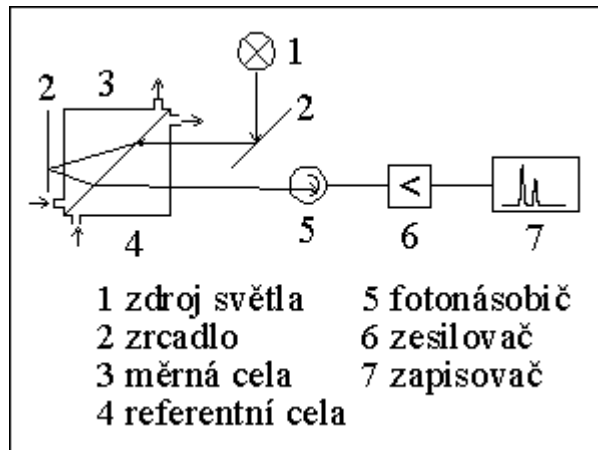 1
3
2
2
<
4
5
6
7
1 zdroj světla
2 zrcadlo
3 měrná cela
4 referentní cela
5 fotonásobič
6 zesilovač
7 zapisovač